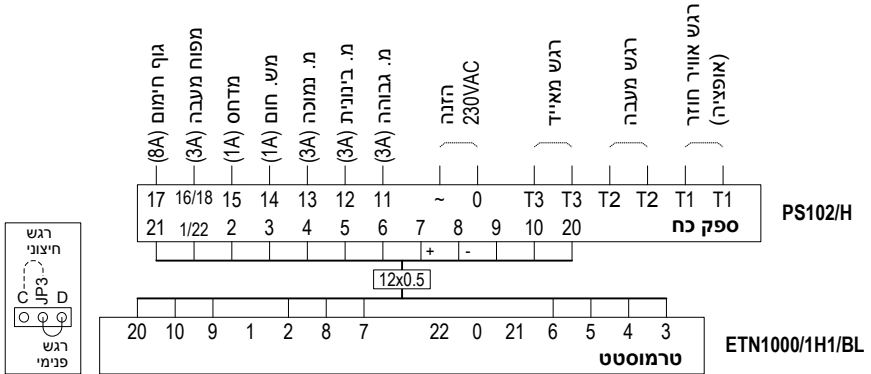 גוף חימום (8A)
מפוח מעבה (3A)
מדחס (1A)
מש. חום (1A)
מ. נמוכה (3A)
מ. בינונית (3A)
מ. גבוהה (3A)
הזנה
230VAC
רגש מאייד
רגש מעבה
רגש אוויר חוזר
(אופציה)
17 16/18 15 14 13 12 11 ~ 0 T3 T3 T2 T2 T1 T1
21 1/22 2 3 4 5 6 7 8 9 10 20 ספק כח
PS102/H
+ -
12x0.5
20 10 9 1 2 8 7 22 0 21 6 5 4 3
טרמוסטט
ETN1000/1H1/BL
רגש
חיצוני
C JP3 D
רגש
פנימי